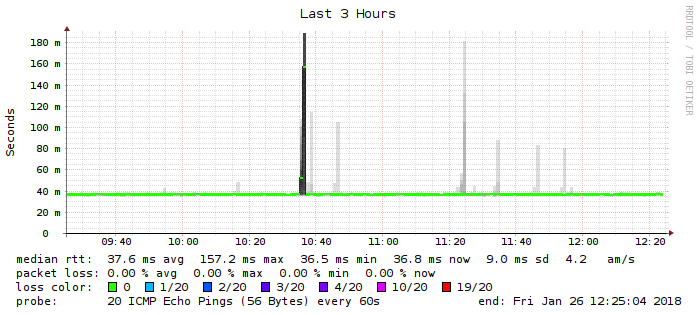 Last 3 Hours
RRDTOOL / TOBI OETIKER
Seconds
180 m
160 m
140 m
120 m
100 m
80 m
60 m
40 m
20 m
0
09:40 10:00 10:20 10:40 11:00 11:20 11:40 12:00 12:20
median rtt: 37.6 ms avg 157.2 ms max 36.5 ms min 36.8 ms now 9.0 ms sd 4.2 am/s
packet loss: 0.00 % avg 0.00 % max 0.00 % min 0.00 % now
loss color: 0 1/20 2/20 3/20 4/20 10/20 19/20
probe: 20 ICMP Echo Pings (56 Bytes) every 60s end: Fri Jan 26 12:25:04 2018